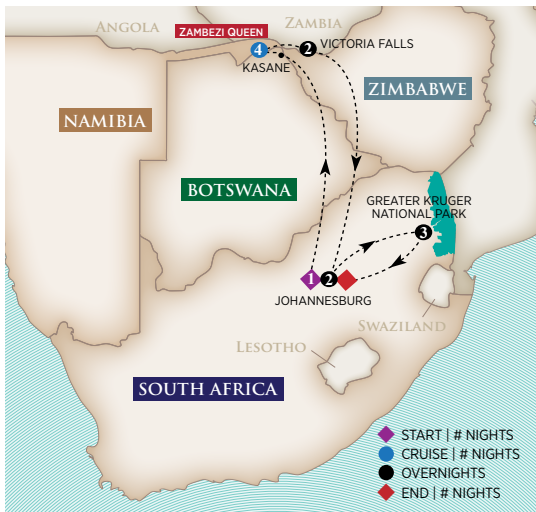 ANGOLA
ZAMBIA
ZAMBEZI QUEEN
4
2
VICTORIA FALLS
KASANE
ZIMBABWE
NAMIBIA
BOTSWANA
GREATER KRUGER
NATIONAL PARK
3
1
2
JOHANNESBURG
SWAZILAND
LESOTHO
SOUTH AFRICA
START | # NIGHTS
CRUISE | # NIGHTS
OVERNIGHTS
END | # NIGHTS